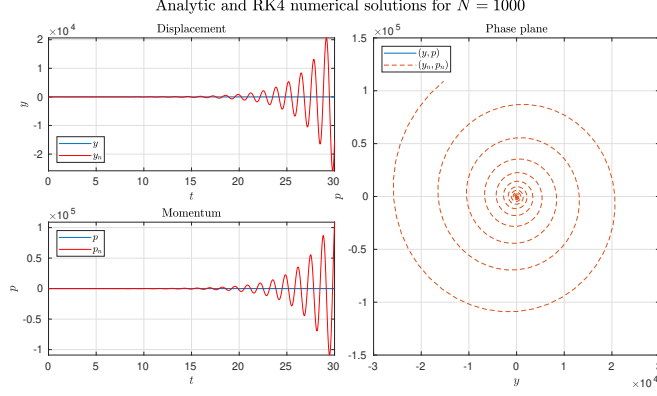 Analytic and RK4 numerical solutions for N = 1000
Displacement
×10^4
2
1
0
-1
-2
y
y
y_n
0 5 10 15 20 25 30
t
Momentum
×10^5
1
0.5
0
-0.5
-1
p
p
p_n
0 5 10 15 20 25 30
t
Phase plane
×10^5
1.5
1
0.5
0
-0.5
-1
-1.5
p
(y, p)
(y_n, p_n)
-3 -2 -1 0 1 2 3
y
×10^4